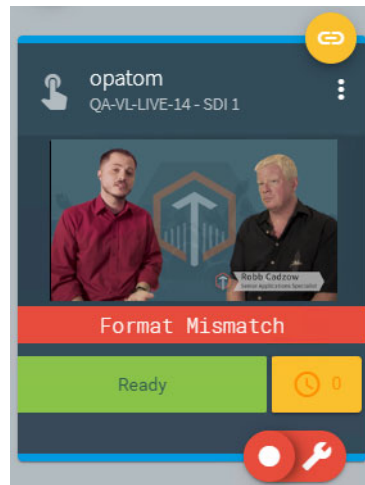 opatom
QA-VL-LIVE-14 - SDI 1
Robb Cadzow
Senior Applications Specialist
Format Mismatch
Ready
0